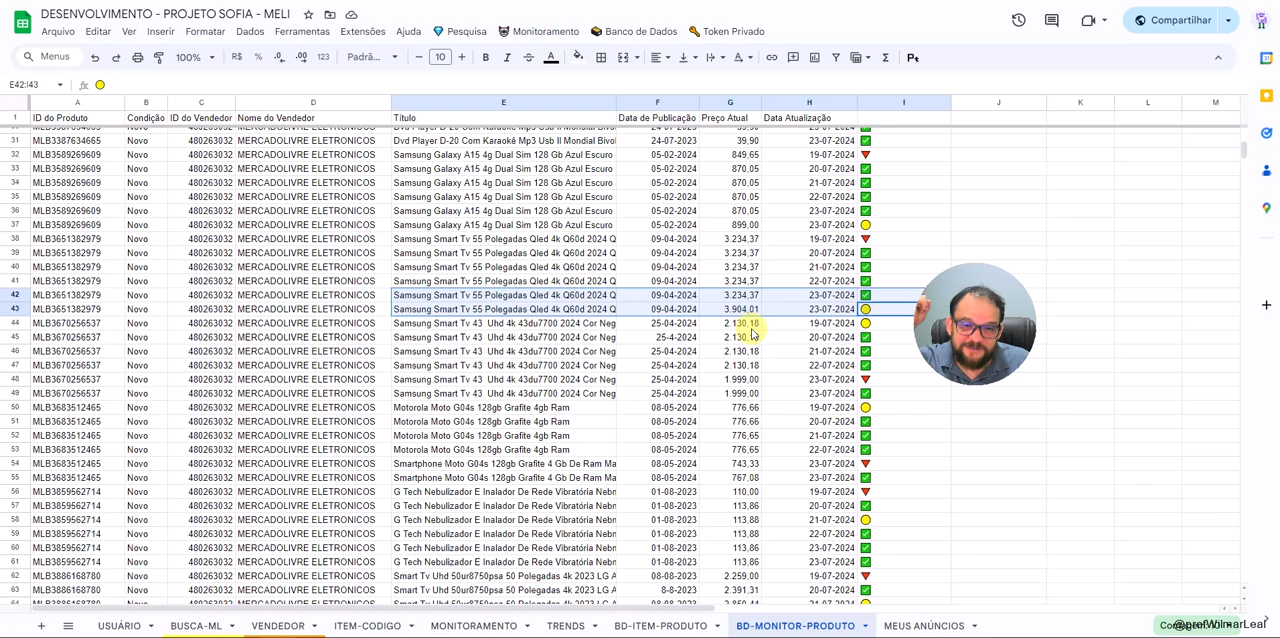 DESENVOLVIMENTO - PROJETO SOFIA - MELI
Arquivo Editar Ver Inserir Formatar Dados Ferramentas Extensões Ajuda Pesquisa Monitoramento Banco de Dados Token Privado
Compartilhar
Menus 100% R$ % .0 .00 123 Padrã... 10 B I A Σ Pt
E42:I43 fx
A B C D E F G H I J K L M
1 ID do Produto Condição ID do Vendedor Nome do Vendedor Título Data de Publicação Preço Atual Data Atualização
31 MLB3387634665 Novo 480263032 MERCADOLIVRE ELETRONICOS Dvd Player D-20 Com Karaokê Mp3 Usb Il Mondial Bivol 24-07-2023 39,90 23-07-2024
32 MLB3589269609 Novo 480263032 MERCADOLIVRE ELETRONICOS Samsung Galaxy A15 4g Dual Sim 128 Gb Azul Escuro 05-02-2024 849,65 19-07-2024
33 MLB3589269609 Novo 480263032 MERCADOLIVRE ELETRONICOS Samsung Galaxy A15 4g Dual Sim 128 Gb Azul Escuro 05-02-2024 870,05 20-07-2024
34 MLB3589269609 Novo 480263032 MERCADOLIVRE ELETRONICOS Samsung Galaxy A15 4g Dual Sim 128 Gb Azul Escuro 05-02-2024 870,05 21-07-2024
35 MLB3589269609 Novo 480263032 MERCADOLIVRE ELETRONICOS Samsung Galaxy A15 4g Dual Sim 128 Gb Azul Escuro 05-02-2024 870,05 22-07-2024
36 MLB3589269609 Novo 480263032 MERCADOLIVRE ELETRONICOS Samsung Galaxy A15 4g Dual Sim 128 Gb Azul Escuro 05-02-2024 870,05 23-07-2024
37 MLB3589269609 Novo 480263032 MERCADOLIVRE ELETRONICOS Samsung Galaxy A15 4g Dual Sim 128 Gb Azul Escuro 05-02-2024 899,00 23-07-2024
38 MLB3651382979 Novo 480263032 MERCADOLIVRE ELETRONICOS Samsung Smart Tv 55 Polegadas Qled 4k Q60d 2024 Q 09-04-2024 3.234,37 19-07-2024
39 MLB3651382979 Novo 480263032 MERCADOLIVRE ELETRONICOS Samsung Smart Tv 55 Polegadas Qled 4k Q60d 2024 Q 09-04-2024 3.234,37 20-07-2024
40 MLB3651382979 Novo 480263032 MERCADOLIVRE ELETRONICOS Samsung Smart Tv 55 Polegadas Qled 4k Q60d 2024 Q 09-04-2024 3.234,37 21-07-2024
41 MLB3651382979 Novo 480263032 MERCADOLIVRE ELETRONICOS Samsung Smart Tv 55 Polegadas Qled 4k Q60d 2024 Q 09-04-2024 3.234,37 22-07-2024
42 MLB3651382979 Novo 480263032 MERCADOLIVRE ELETRONICOS Samsung Smart Tv 55 Polegadas Qled 4k Q60d 2024 Q 09-04-2024 3.234,37 23-07-2024
43 MLB3651382979 Novo 480263032 MERCADOLIVRE ELETRONICOS Samsung Smart Tv 55 Polegadas Qled 4k Q60d 2024 Q 09-04-2024 3.904,01 23-07-2024
44 MLB3670256537 Novo 480263032 MERCADOLIVRE ELETRONICOS Samsung Smart Tv 43 Uhd 4k 43du7700 2024 Cor Neg 25-04-2024 2.130,18 19-07-2024
45 MLB3670256537 Novo 480263032 MERCADOLIVRE ELETRONICOS Samsung Smart Tv 43 Uhd 4k 43du7700 2024 Cor Neg 25-4-2024 20-07-2024
46 MLB3670256537 Novo 480263032 MERCADOLIVRE ELETRONICOS Samsung Smart Tv 43 Uhd 4k 43du7700 2024 Cor Neg 25-04-2024 2.130,18 21-07-2024
47 MLB3670256537 Novo 480263032 MERCADOLIVRE ELETRONICOS Samsung Smart Tv 43 Uhd 4k 43du7700 2024 Cor Neg 25-04-2024 2.130,18 22-07-2024
48 MLB3670256537 Novo 480263032 MERCADOLIVRE ELETRONICOS Samsung Smart Tv 43 Uhd 4k 43du7700 2024 Cor Neg 25-04-2024 1.999,00 23-07-2024
49 MLB3670256537 Novo 480263032 MERCADOLIVRE ELETRONICOS Samsung Smart Tv 43 Uhd 4k 43du7700 2024 Cor Neg 25-04-2024 1.999,00 23-07-2024
50 MLB3683512465 Novo 480263032 MERCADOLIVRE ELETRONICOS Motorola Moto G04s 128gb Grafite 4gb Ram 08-05-2024 776,66 19-07-2024
51 MLB3683512465 Novo 480263032 MERCADOLIVRE ELETRONICOS Motorola Moto G04s 128gb Grafite 4gb Ram 08-05-2024 776,66 20-07-2024
52 MLB3683512465 Novo 480263032 MERCADOLIVRE ELETRONICOS Motorola Moto G04s 128gb Grafite 4gb Ram 08-05-2024 776,65 21-07-2024
53 MLB3683512465 Novo 480263032 MERCADOLIVRE ELETRONICOS Motorola Moto G04s 128gb Grafite 4gb Ram 08-05-2024 776,66 22-07-2024
54 MLB3683512465 Novo 480263032 MERCADOLIVRE ELETRONICOS Smartphone Moto G04s 128gb Grafite 4 Gb De Ram Ma 08-05-2024 743,33 23-07-2024
55 MLB3683512465 Novo 480263032 MERCADOLIVRE ELETRONICOS Smartphone Moto G04s 128gb Grafite 4 Gb De Ram Ma 08-05-2024 767,08 23-07-2024
56 MLB3859562714 Novo 480263032 MERCADOLIVRE ELETRONICOS G Tech Nebulizador E Inalador De Rede Vibratória Nebn 01-08-2023 110,00 19-07-2024
57 MLB3859562714 Novo 480263032 MERCADOLIVRE ELETRONICOS G Tech Nebulizador E Inalador De Rede Vibratória Nebn 01-08-2023 113,86 20-07-2024
58 MLB3859562714 Novo 480263032 MERCADOLIVRE ELETRONICOS G Tech Nebulizador E Inalador De Rede Vibratória Nebn 01-08-2023 113,88 21-07-2024
59 MLB3859562714 Novo 480263032 MERCADOLIVRE ELETRONICOS G Tech Nebulizador E Inalador De Rede Vibratória Nebn 01-08-2023 113,88 22-07-2024
60 MLB3859562714 Novo 480263032 MERCADOLIVRE ELETRONICOS G Tech Nebulizador E Inalador De Rede Vibratória Nebn 01-08-2023 113,86 23-07-2024
61 MLB3859562714 Novo 480263032 MERCADOLIVRE ELETRONICOS G Tech Nebulizador E Inalador De Rede Vibratória Nebn 01-08-2023 113,86 23-07-2024
62 MLB3886168780 Novo 480263032 MERCADOLIVRE ELETRONICOS Smart Tv Uhd 50ur8750psa 50 Polegadas 4k 2023 LG A 08-08-2023 2.259,00 19-07-2024
63 MLB3886168780 Novo 480263032 MERCADOLIVRE ELETRONICOS Smart Tv Uhd 50ur8750psa 50 Polegadas 4k 2023 LG A 8-8-2023 2.391,31 20-07-2024
USUÁRIO BUSCA-ML VENDEDOR ITEM-CODIGO MONITORAMENTO TRENDS BD-ITEM-PRODUTO BD-MONITOR-PRODUTO MEUS ANÚNCIOS
@profWilmarLeal